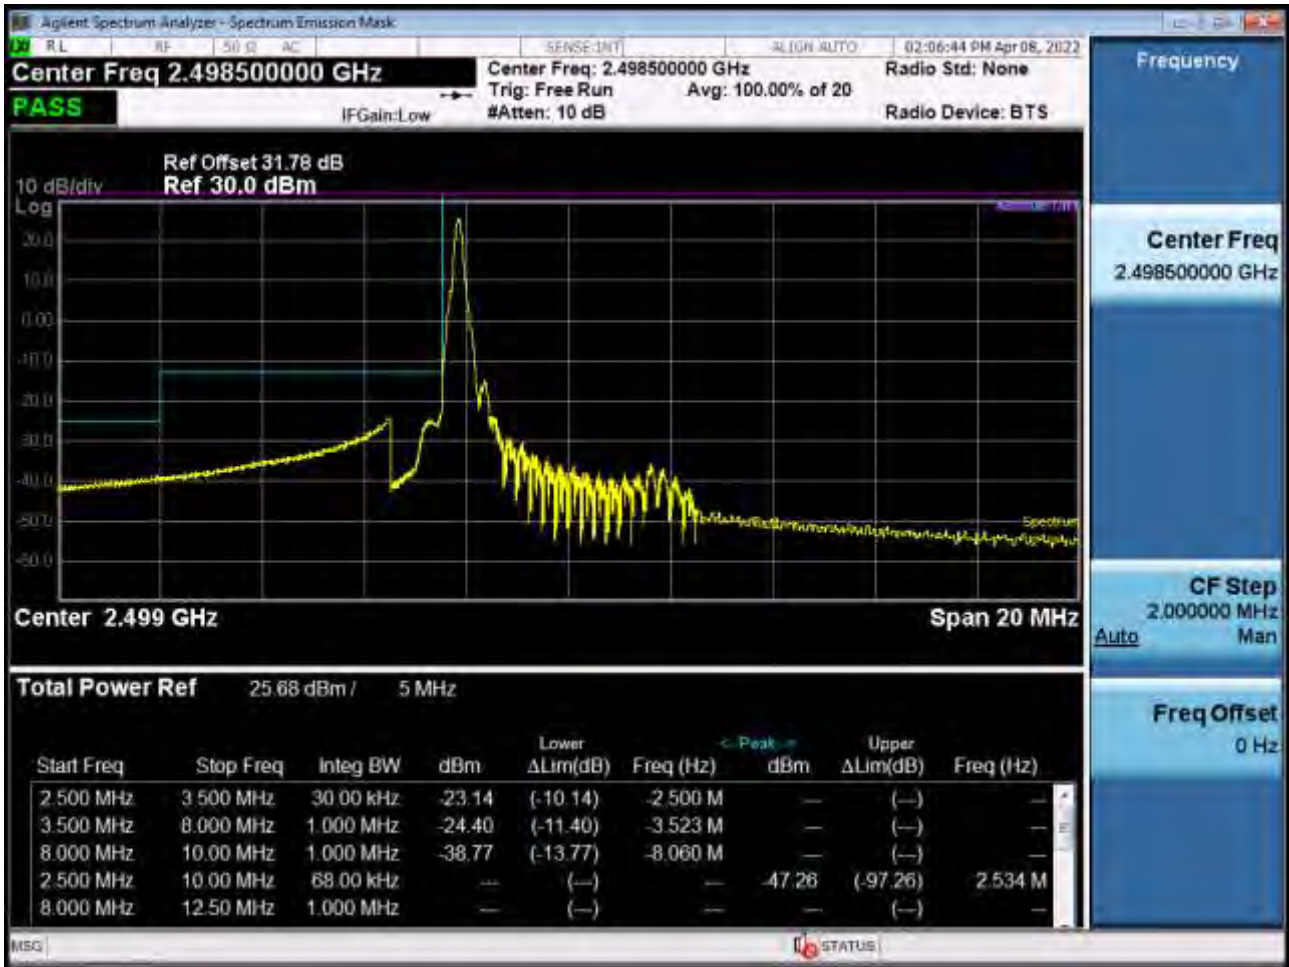 Agilent Spectrum Analyzer - Spectrum Emission Mask
RL RF 50 Ω AC SENSE:INT ALIGN AUTO 02:06:44 PM Apr 08, 2022
Center Freq 2.498500000 GHz
Center Freq: 2.498500000 GHz Radio Std: None
Trig: Free Run Avg: 100.00% of 20
PASS IFGain:Low #Atten: 10 dB Radio Device: BTS
Ref Offset 31.78 dB
10 dB/div Ref 30.0 dBm
Log
20.0
10.0
0.00
-10.0
-20.0
-30.0
-40.0
-50.0
-60.0
Spectrum
Center 2.499 GHz Span 20 MHz
Total Power Ref 25.68 dBm / 5 MHz
Lower <- Peak -> Upper
Start Freq Stop Freq Integ BW dBm ΔLim(dB) Freq (Hz) dBm ΔLim(dB) Freq (Hz)
2.500 MHz 3.500 MHz 30.00 kHz -23.14 (-10.14) -2.500 M --- (---) ---
3.500 MHz 8.000 MHz 1.000 MHz -24.40 (-11.40) -3.523 M --- (---) ---
8.000 MHz 10.00 MHz 1.000 MHz -38.77 (-13.77) -8.060 M --- (---) ---
2.500 MHz 10.00 MHz 68.00 kHz --- (---) --- -47.26 (-97.26) 2.534 M
8.000 MHz 12.50 MHz 1.000 MHz --- (---) --- --- (---) ---
MSG STATUS
Frequency
Center Freq
2.498500000 GHz
CF Step
2.000000 MHz
Auto Man
Freq Offset
0 Hz